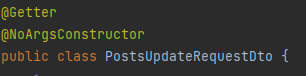 @Getter
@NoArgsConstructor
public class PostsUpdateRequestDto {